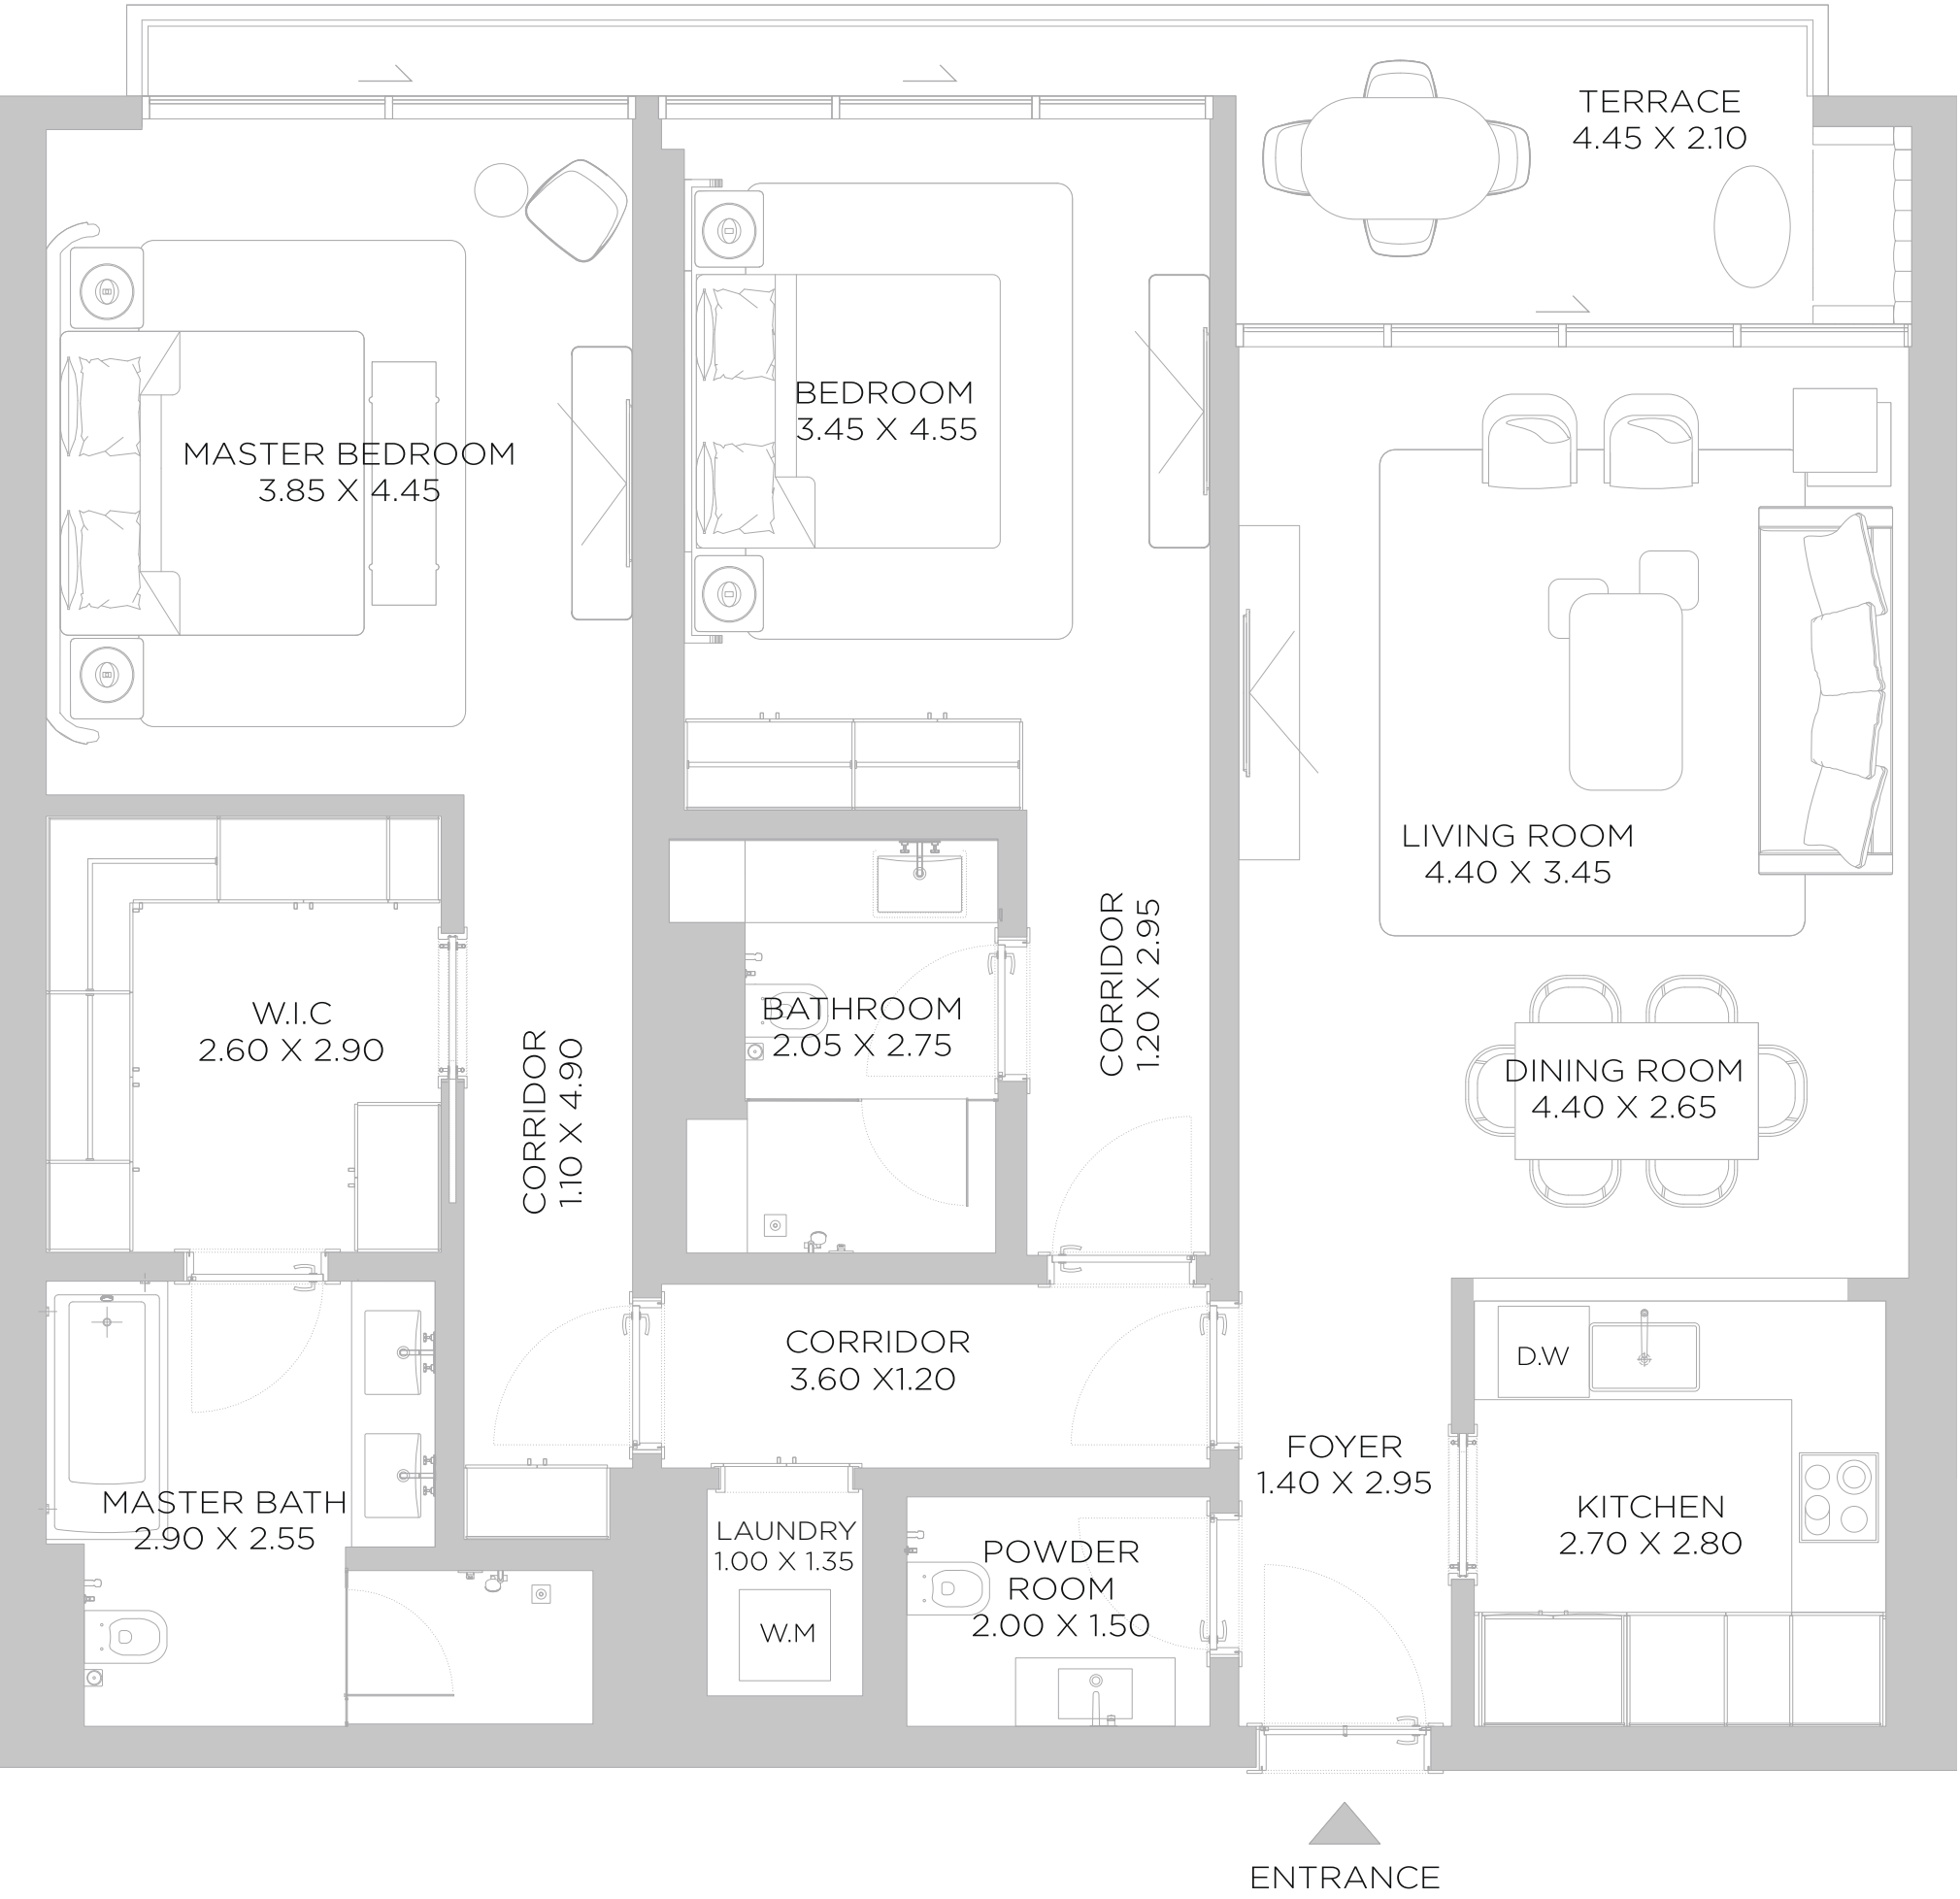 TERRACE
4.45 X 2.10
BEDROOM
3.45 X 4.55
MASTER BEDROOM
3.85 X 4.45
LIVING ROOM
4.40 X 3.45
CORRIDOR
1.20 X 2.95
W.I.C
2.60 X 2.90
BATHROOM
2.05 X 2.75
CORRIDOR
1.10 X 4.90
DINING ROOM
4.40 X 2.65
CORRIDOR
3.60 X1.20
D.W
FOYER
1.40 X 2.95
MASTER BATH
2.90 X 2.55
LAUNDRY
1.00 X 1.35
W.M
POWDER
ROOM
2.00 X 1.50
KITCHEN
2.70 X 2.80
ENTRANCE